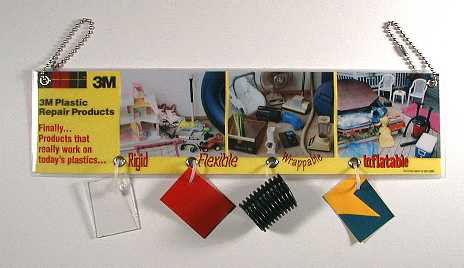 3M
3M Plastic
Repair Products
Finally...
Products that
really work on
today's plastics...
Rigid
Flexible
Wrappable
Inflatable